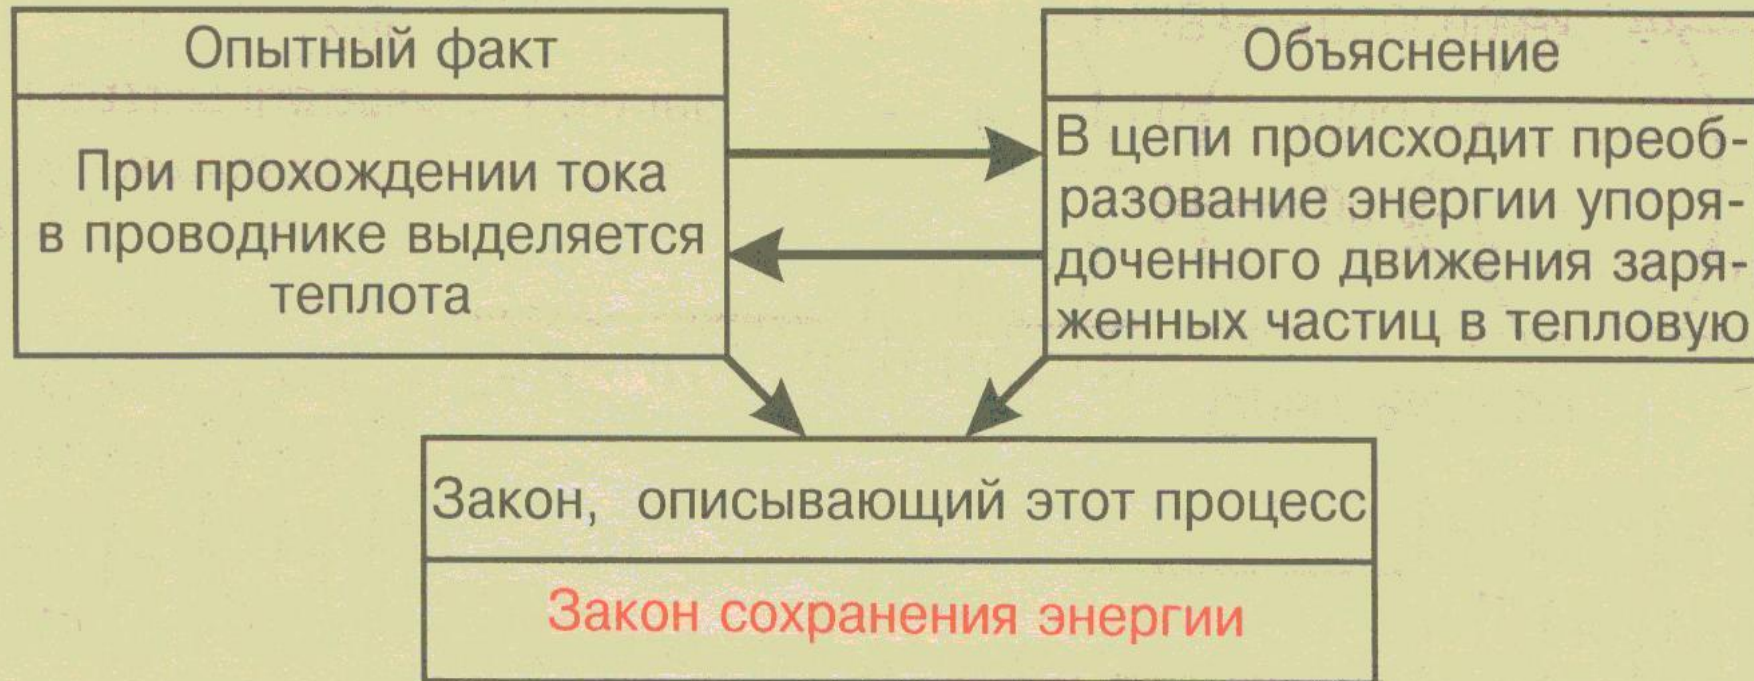 Опытный факт
При прохождении тока
в проводнике выделяется
теплота
Объяснение
В цепи происходит преоб-
разование энергии упоря-
доченного движения заря-
женных частиц в тепловую
Закон, описывающий этот процесс
Закон сохранения энергии